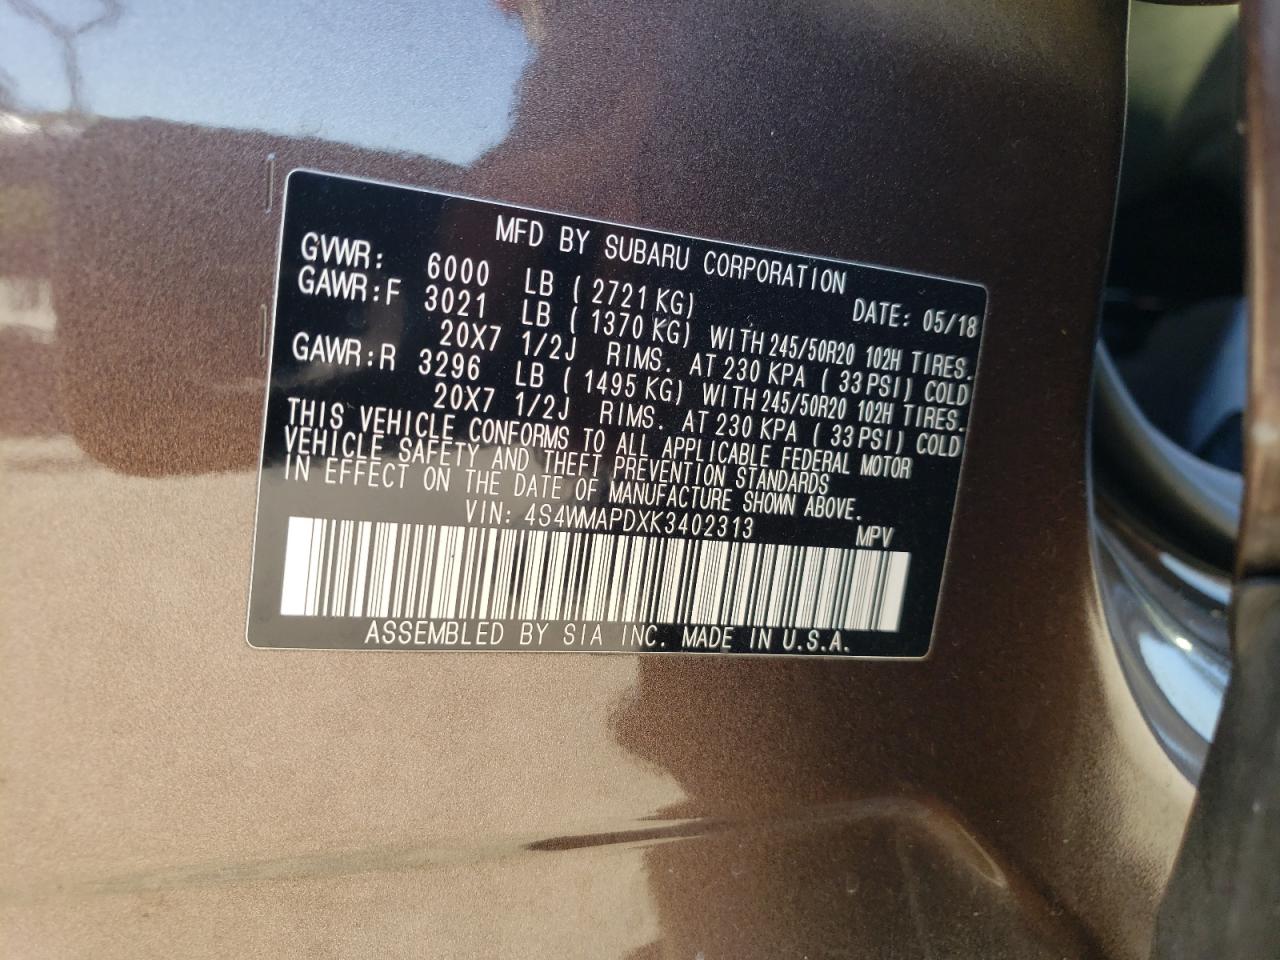 MFD BY SUBARU CORPORATION
GVWR: 6000 LB ( 2721 KG) DATE: 05/18
GAWR:F 3021 LB ( 1370 KG) WITH 245/50R20 102H TIRES.
20X7 1/2J RIMS. AT 230 KPA ( 33 PSI) COLD
GAWR:R 3296 LB ( 1495 KG) WITH 245/50R20 102H TIRES.
20X7 1/2J RIMS. AT 230 KPA ( 33 PSI) COLD
THIS VEHICLE CONFORMS TO ALL APPLICABLE FEDERAL MOTOR
VEHICLE SAFETY AND THEFT PREVENTION STANDARDS
IN EFFECT ON THE DATE OF MANUFACTURE SHOWN ABOVE.
VIN: 4S4WMAPDXK3402313 MPV
ASSEMBLED BY SIA INC. MADE IN U.S.A.